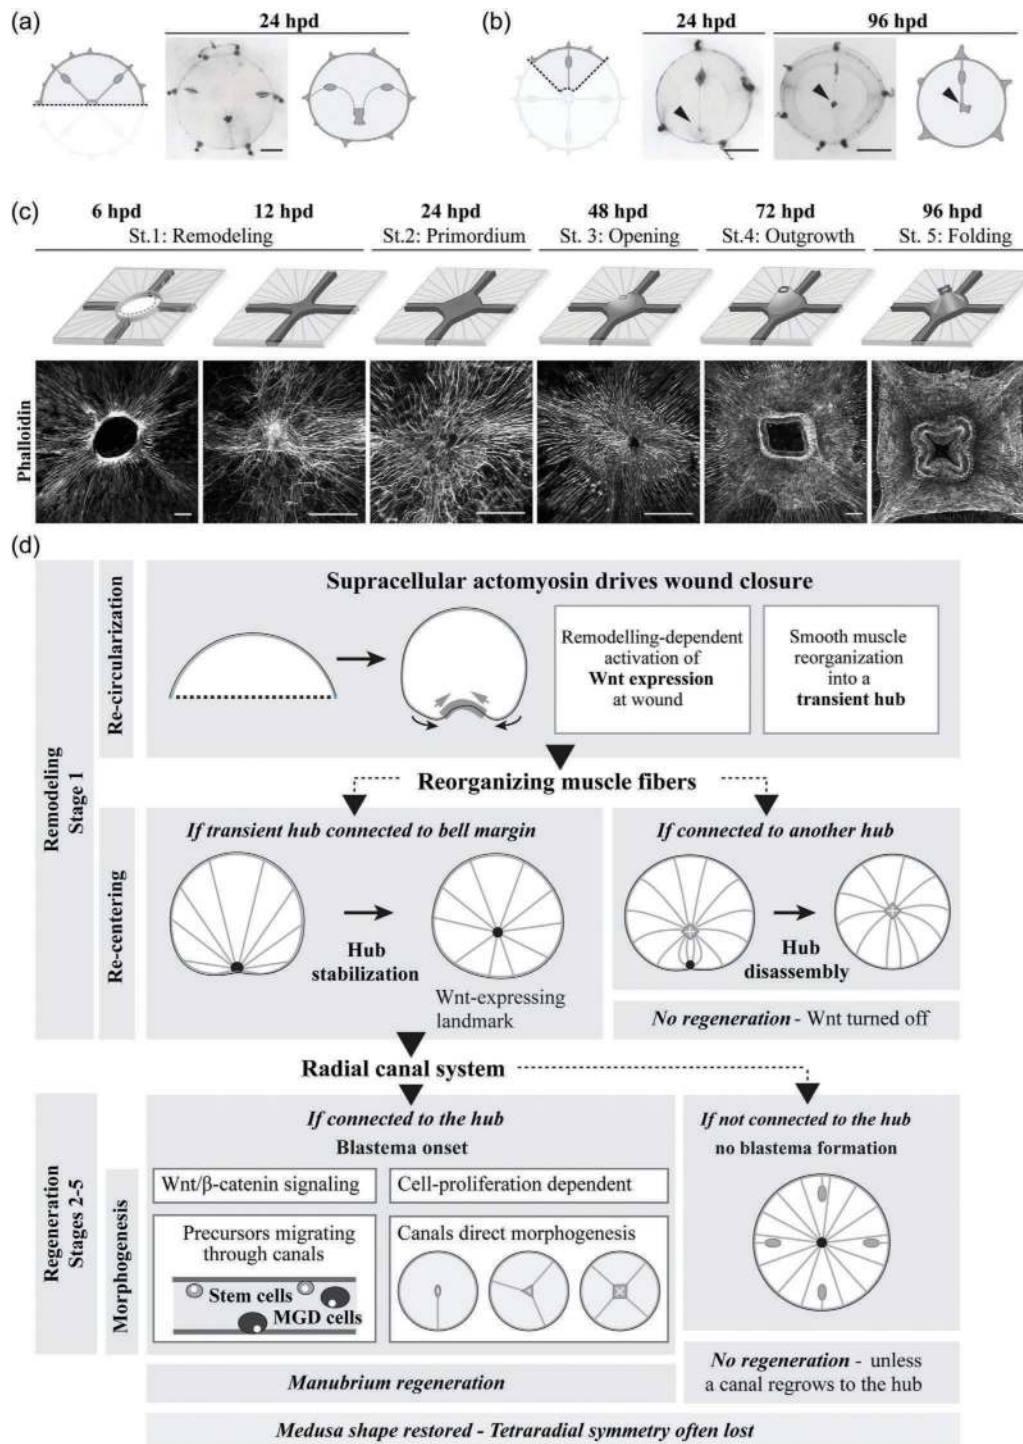 (a)
24 hpd
(b)
24 hpd
96 hpd
(c)
6 hpd
12 hpd
24 hpd
48 hpd
72 hpd
96 hpd
St.1: Remodeling
St.2: Primordium
St. 3: Opening
St.4: Outgrowth
St. 5: Folding
Phalloidin
(d)
Remodeling
Stage 1
Re-circularization
Supracellular actomyosin drives wound closure
Remodelling-dependent
activation of
Wnt expression
at wound
Smooth muscle
reorganization
into a
transient hub
Reorganizing muscle fibers
Re-centering
If transient hub connected to bell margin
Hub
stabilization
Wnt-expressing
landmark
If connected to another hub
Hub
disassembly
No regeneration - Wnt turned off
Radial canal system
Regeneration
Stages 2-5
Morphogenesis
If connected to the hub
Blastema onset
Wnt/β-catenin signaling
Cell-proliferation dependent
Precursors migrating
through canals
Stem cells
MGD cells
Canals direct morphogenesis
If not connected to the hub
no blastema formation
No regeneration - unless
a canal regrows to the hub
Manubrium regeneration
Medusa shape restored - Tetraradial symmetry often lost